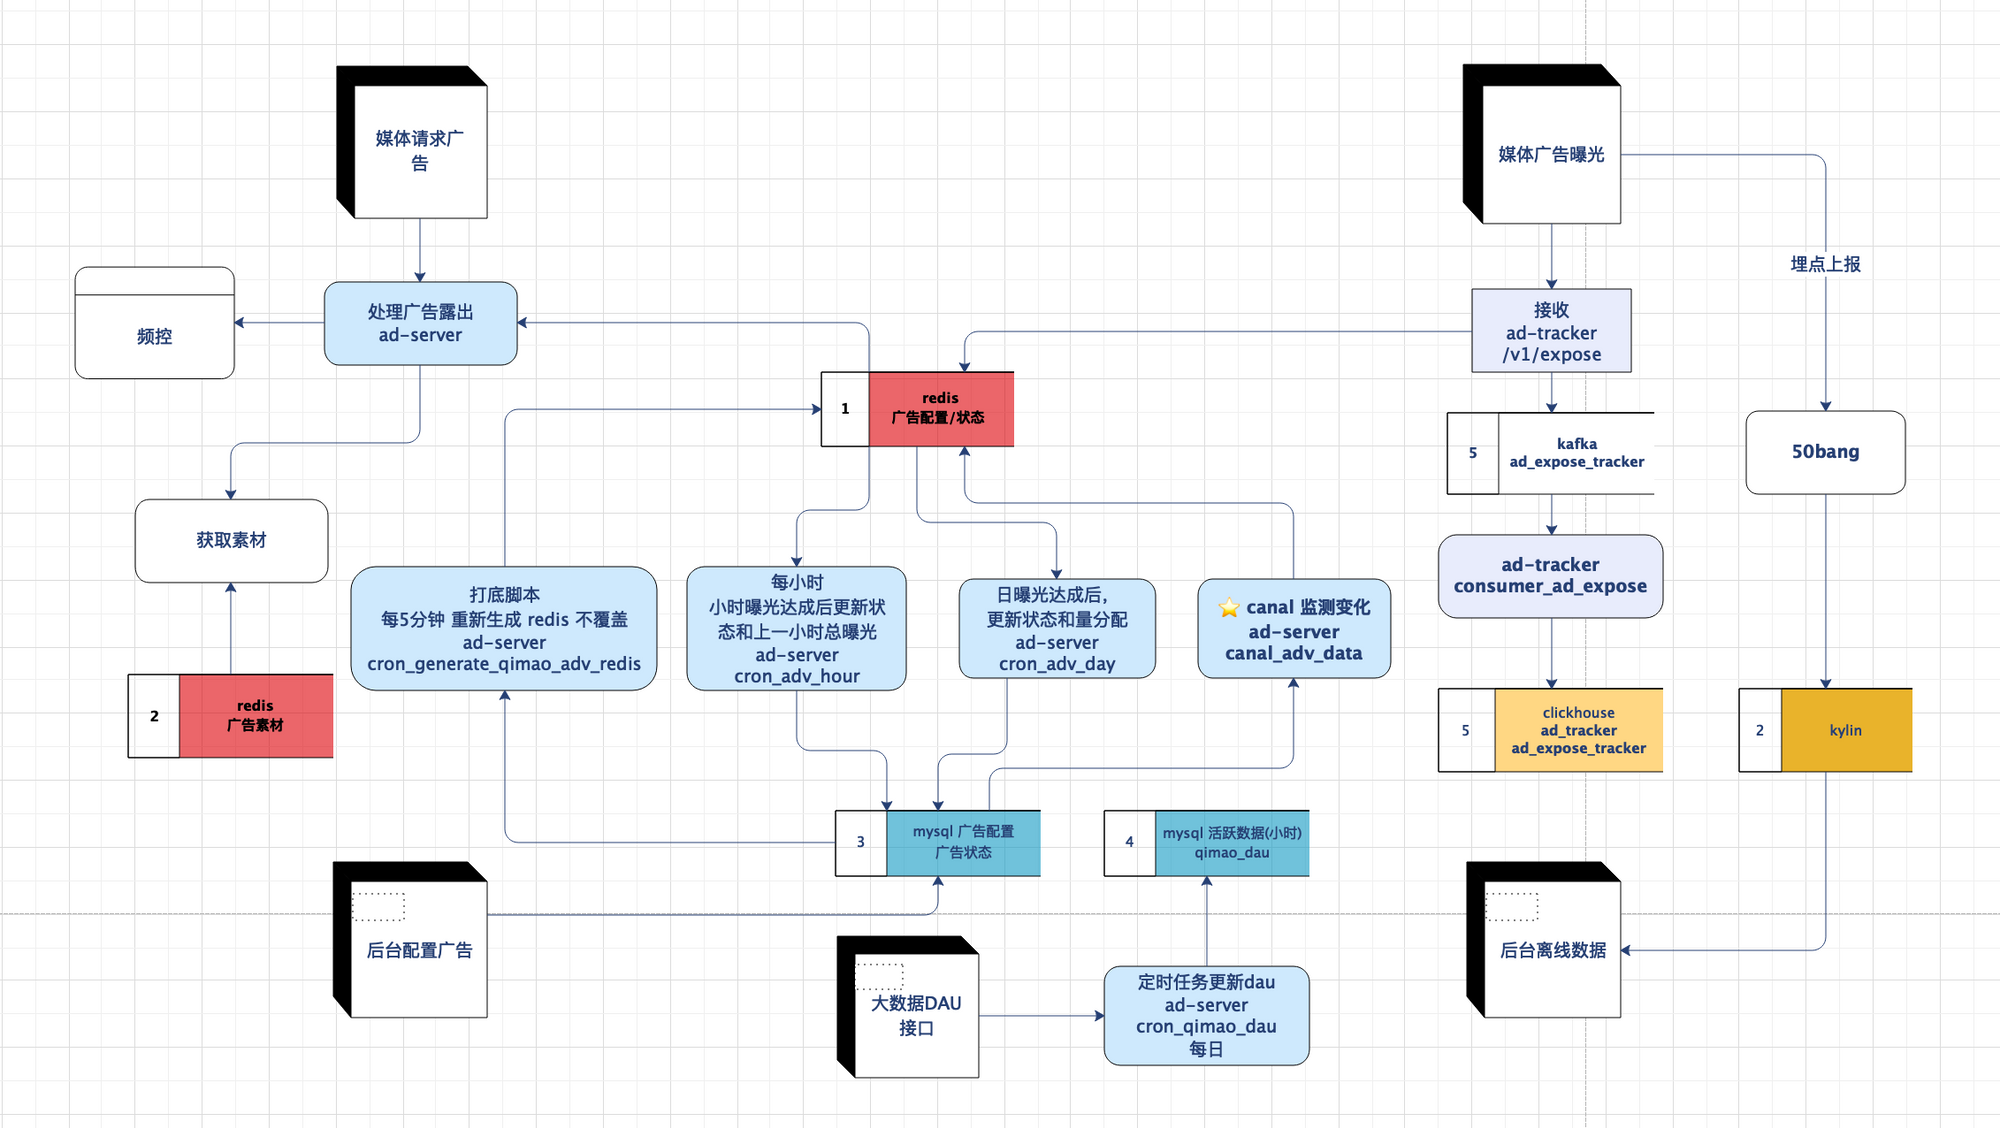 媒体请求广
告
媒体广告曝光
埋点上报
频控
处理广告露出
ad-server
接收
ad-tracker
/v1/expose
1
redis
广告配置/状态
5
kafka
ad_expose_tracker
50bang
获取素材
打底脚本
每5分钟 重新生成 redis 不覆盖
ad-server
cron_generate_qimao_adv_redis
每小时
小时曝光达成后更新状
态和上一小时总曝光
ad-server
cron_adv_hour
日曝光达成后，
更新状态和量分配
ad-server
cron_adv_day
⭐ canal 监测变化
ad-server
canal_adv_data
ad-tracker
consumer_ad_expose
2
redis
广告素材
5
clickhouse
ad_tracker
ad_expose_tracker
2
kylin
3
mysql 广告配置
广告状态
4
mysql 活跃数据(小时)
qimao_dau
后台配置广告
大数据DAU
接口
定时任务更新dau
ad-server
cron_qimao_dau
每日
后台离线数据